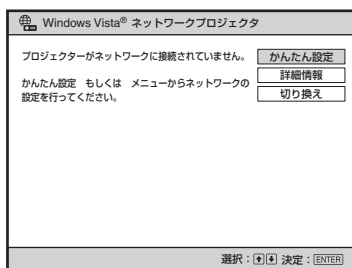 Windows Vista® ネットワークプロジェクタ
プロジェクターがネットワークに接続されていません。
かんたん設定 もしくは メニューからネットワークの
設定を行ってください。
かんたん設定
詳細情報
切り換え
選択：↑↓ 決定：ENTER